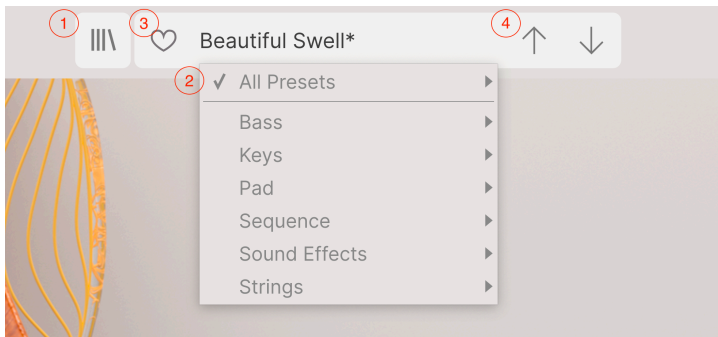 1 3 Beautiful Swell* 4
2 ✓ All Presets
Bass
Keys
Pad
Sequence
Sound Effects
Strings